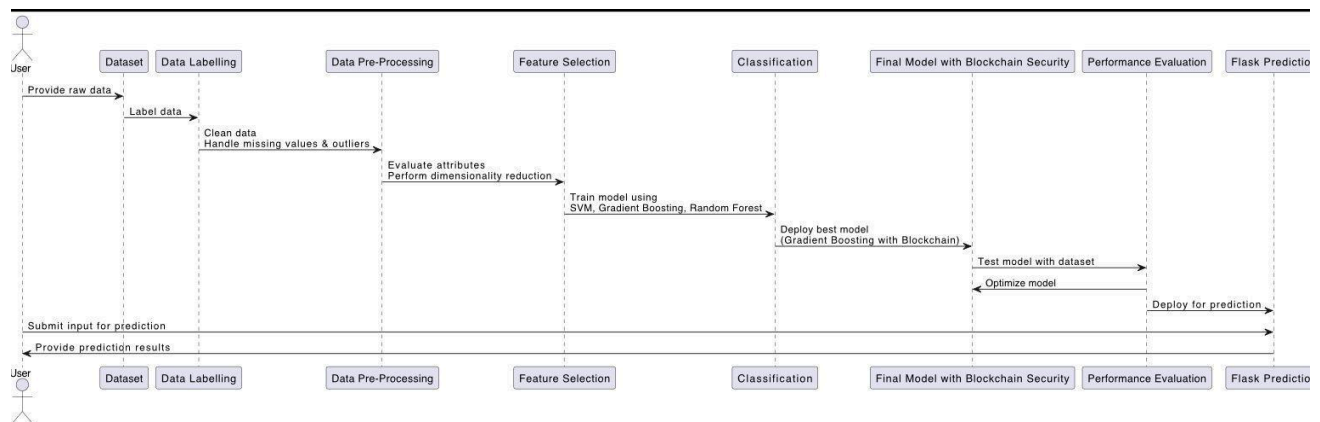 User
Dataset
Data Labelling
Data Pre-Processing
Feature Selection
Classification
Final Model with Blockchain Security
Performance Evaluation
Flask Predictio
Provide raw data
Label data
Clean data
Handle missing values & outliers
Evaluate attributes
Perform dimensionality reduction
Train model using
SVM, Gradient Boosting, Random Forest
Deploy best model
(Gradient Boosting with Blockchain)
Test model with dataset
Optimize model
Deploy for prediction
Submit input for prediction
Provide prediction results
User
Dataset
Data Labelling
Data Pre-Processing
Feature Selection
Classification
Final Model with Blockchain Security
Performance Evaluation
Flask Predictio